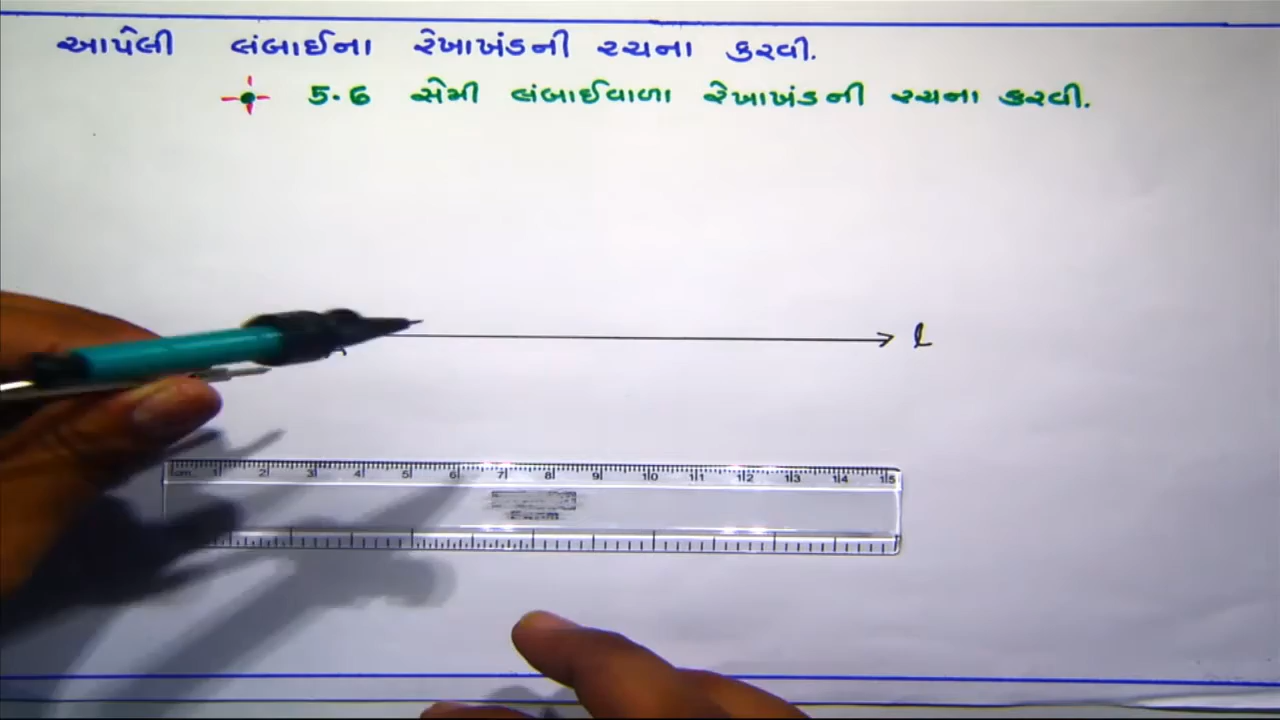 આપેલી લંબાઈના રેખાખંડની રચના કરવી.
5.6 સેમી લંબાઈવાળા રેખાખંડની રચના કરવી.
l
cm 1 2 3 4 5 6 7 8 9 10 11 12 13 14 15